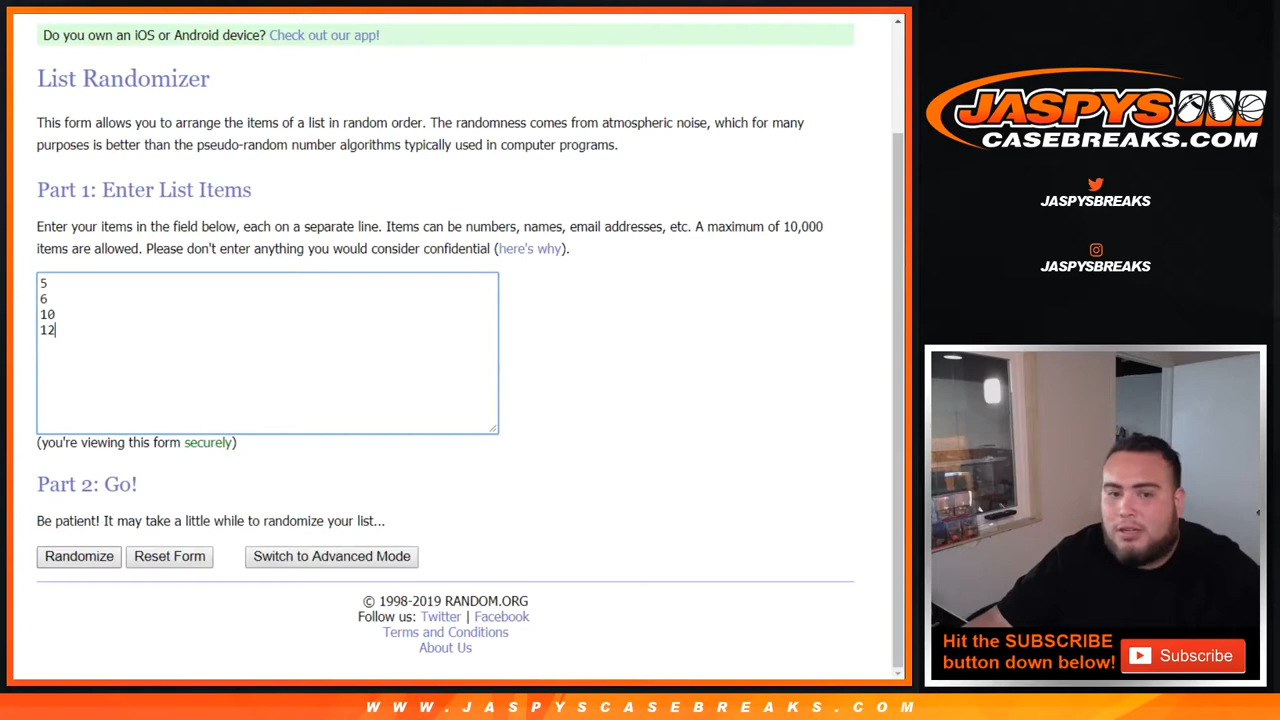 Do you own an iOS or Android device? Check out our app!
List Randomizer
This form allows you to arrange the items of a list in random order. The randomness comes from atmospheric noise, which for many
purposes is better than the pseudo-random number algorithms typically used in computer programs.
Part 1: Enter List Items
Enter your items in the field below, each on a separate line. Items can be numbers, names, email addresses, etc. A maximum of 10,000
items are allowed. Please don't enter anything you would consider confidential (here's why).
5
6
10
12
(you're viewing this form securely)
Part 2: Go!
Be patient! It may take a little while to randomize your list...
Randomize Reset Form Switch to Advanced Mode
© 1998-2019 RANDOM.ORG
Follow us: Twitter | Facebook
Terms and Conditions
About Us
JASPYS
CASEBREAKS.COM
JASPYSBREAKS
JASPYSBREAKS
Hit the SUBSCRIBE
button down below!
Subscribe
WWW.JASPYSCASEBREAKS.COM